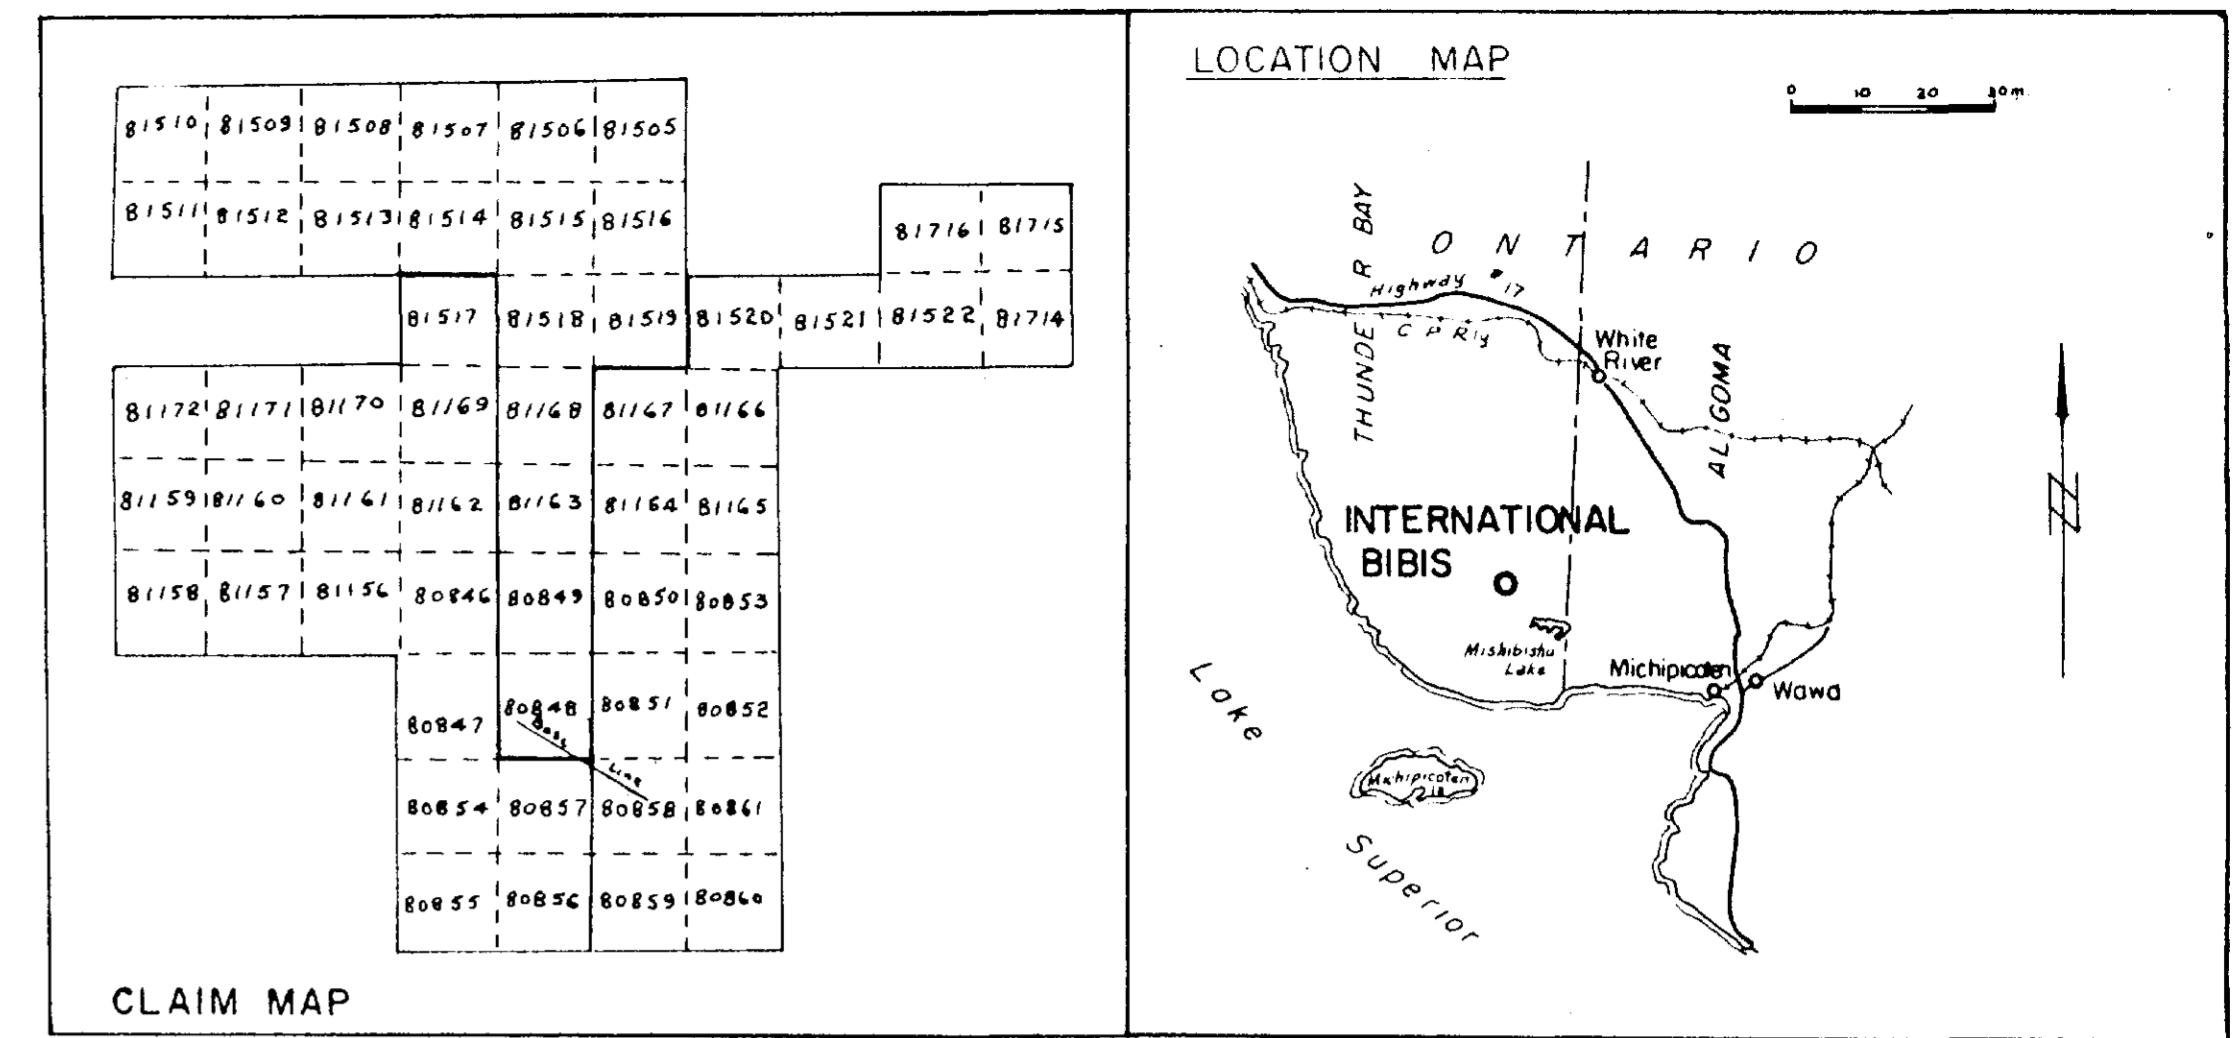 81510 81509 81508 81507 81506 81505
81511 81512 81513 81514 81515 81516
81716 81715
81517 81518 81519 81520 81521 81522 81714
81172 81171 81170 81169 81168 81167 81166
81159 81160 81161 81162 81163 81164 81165
81158 81157 81156 80846 80849 80850 80853
80847 80848 80851 80852
Base Line
80854 80857 80858 80861
80855 80856 80859 80860
CLAIM MAP
LOCATION MAP
0 10 20 30m.
THUNDER BAY
ONTARIO
Highway #17
C P Rly
White
River
ALGOMA
INTERNATIONAL
BIBIS
Mishibishu
Lake
Michipicoten
Wawa
Michipicoten
Is
Lake
Superior
N